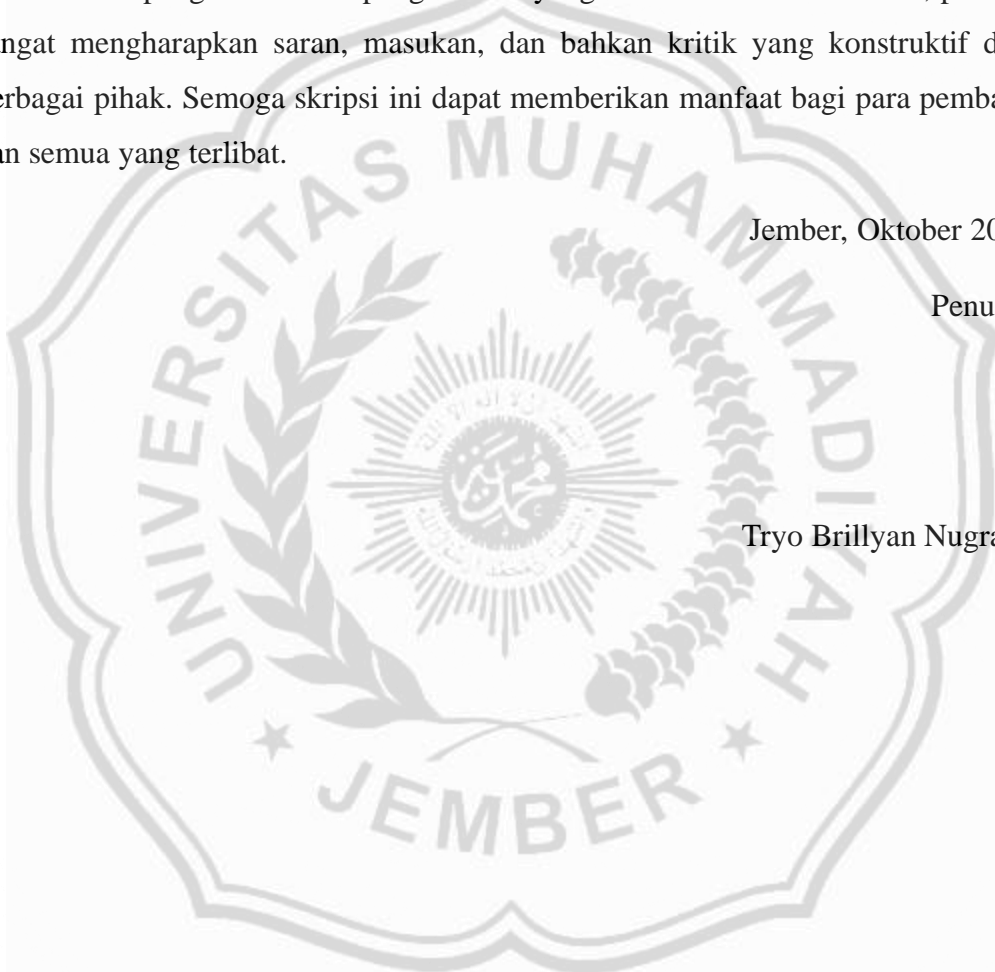 ngat mengharapkan saran, masukan, dan bahkan kritik yang konstruktif d
erbagai pihak. Semoga skripsi ini dapat memberikan manfaat bagi para pemba
an semua yang terlibat.
Jember, Oktober 20
Penu
Tryo Brillyan Nugra
UNIVERSITAS MUHAMMADIYAH
JEMBER